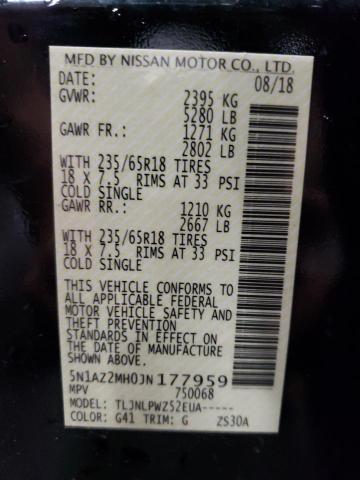 MFD BY NISSAN MOTOR CO., LTD.
DATE: 08/18
GVWR: 2395 KG
5280 LB
GAWR FR.: 1271 KG
2802 LB
WITH 235/65R18 TIRES
18 X 7.5 RIMS AT 33 PSI
COLD SINGLE
GAWR RR.: 1210 KG
2667 LB
WITH 235/65R18 TIRES
18 X 7.5 RIMS AT 33 PSI
COLD SINGLE
THIS VEHICLE CONFORMS TO
ALL APPLICABLE FEDERAL
MOTOR VEHICLE SAFETY AND
THEFT PREVENTION
STANDARDS IN EFFECT ON
THE DATE OF MANUFACTURE
SHOWN ABOVE.
5N1AZ2MH0JN177959
MPV 750068
MODEL: TLJNLPWZ52EUA-----
COLOR: G41 TRIM: G ZS30A